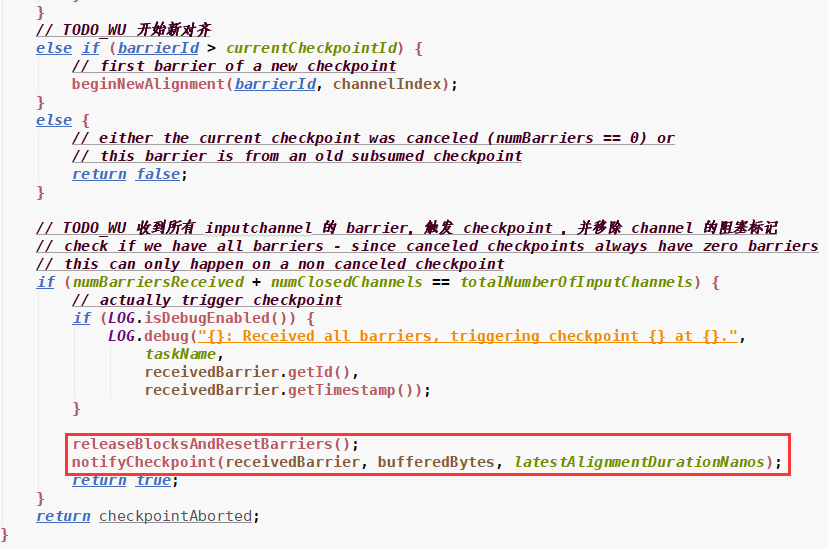 }
// TODO_WU 开始新对齐
else if (barrierId > currentCheckpointId) {
// first barrier of a new checkpoint
beginNewAlignment(barrierId, channelIndex);
}
else {
// either the current checkpoint was canceled (numBarriers == 0) or
// this barrier is from an old subsumed checkpoint
return false;
}
// TODO_WU 收到所有 inputchannel 的 barrier，触发 checkpoint ，并移除 channel 的阻塞标记
// check if we have all barriers - since canceled checkpoints always have zero barriers
// this can only happen on a non canceled checkpoint
if (numBarriersReceived + numClosedChannels == totalNumberOfInputChannels) {
// actually trigger checkpoint
if (LOG.isDebugEnabled()) {
LOG.debug("{}: Received all barriers, triggering checkpoint {} at {}.",
taskName,
receivedBarrier.getId(),
receivedBarrier.getTimestamp());
}
releaseBlocksAndResetBarriers();
notifyCheckpoint(receivedBarrier, bufferedBytes, latestAlignmentDurationNanos);
return true;
}
return checkpointAborted;
}